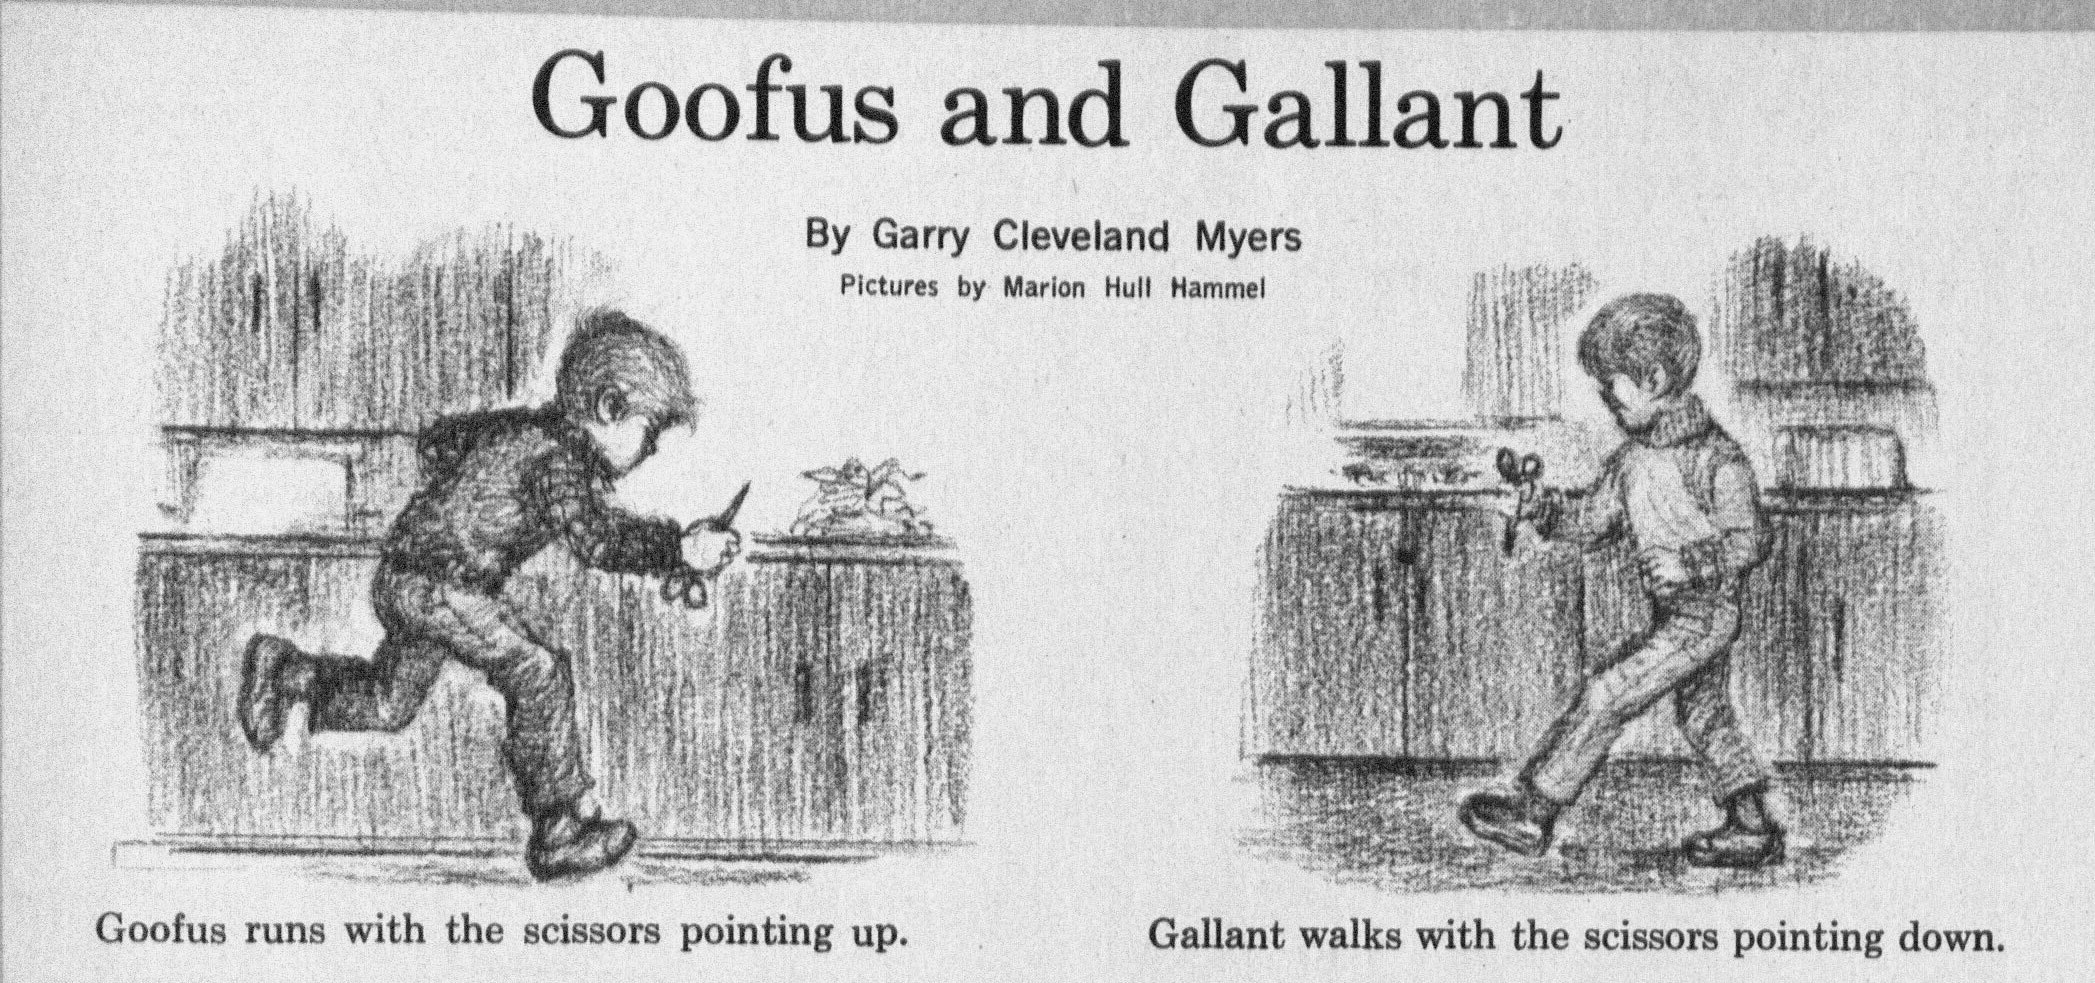 Goofus and Gallant
By Garry Cleveland Myers
Pictures by Marion Hull Hammel
Goofus runs with the scissors pointing up.
Gallant walks with the scissors pointing down.